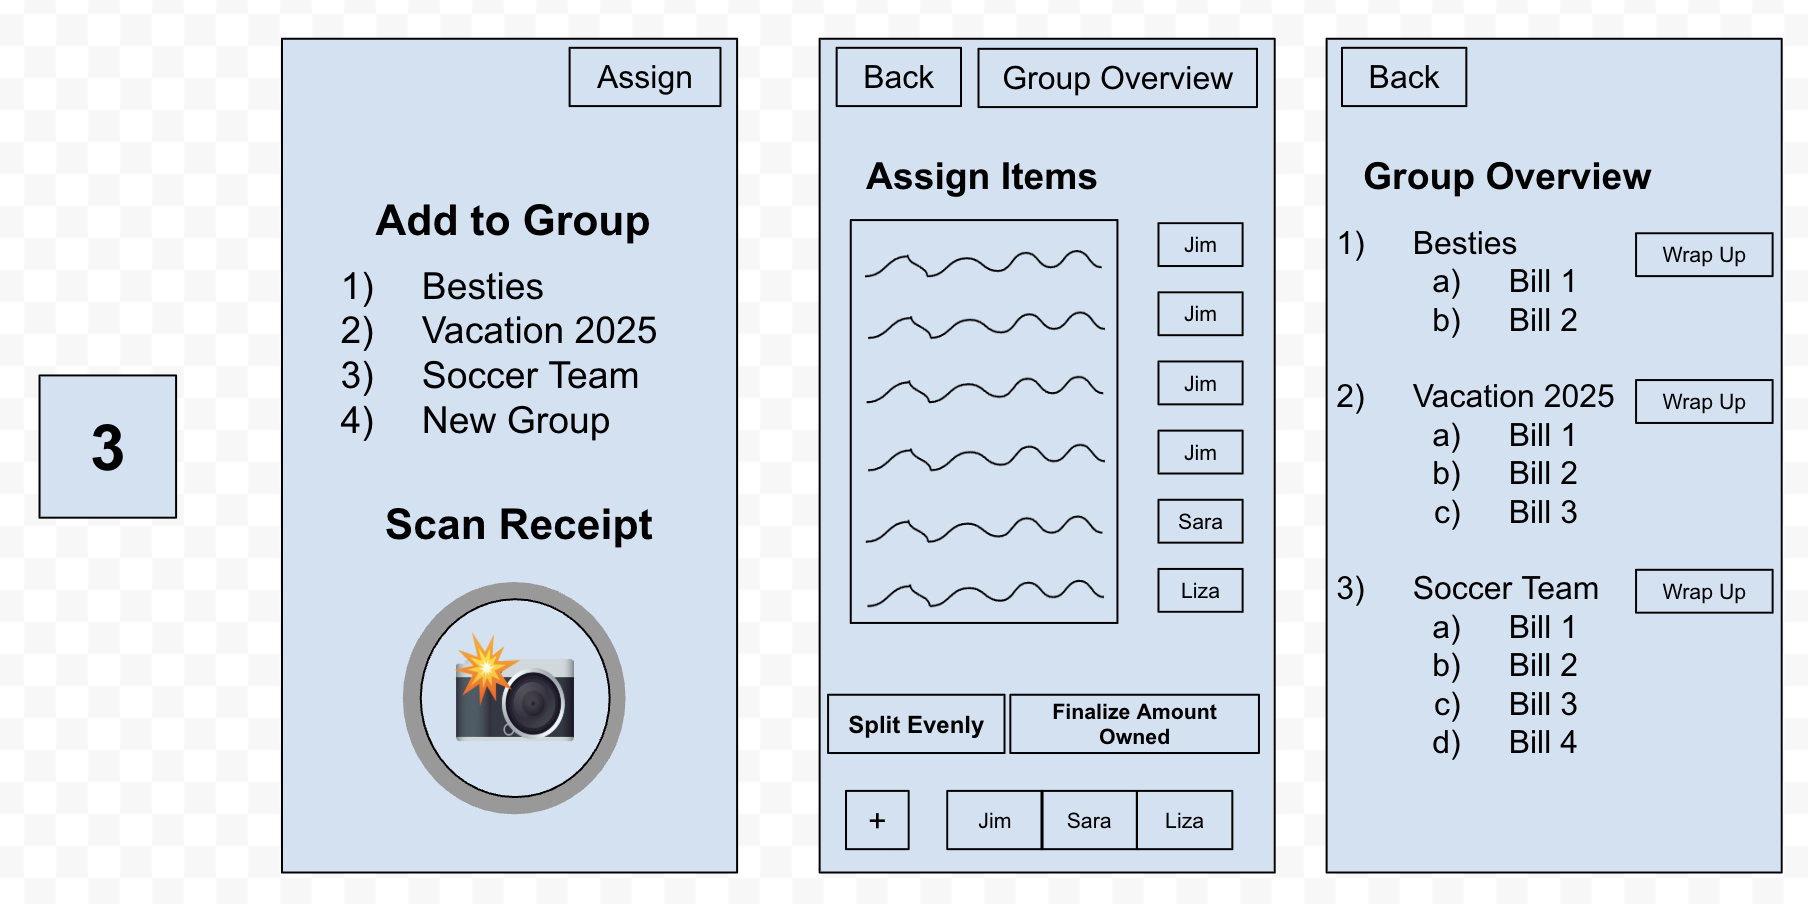 3
Assign
Add to Group
1) Besties
2) Vacation 2025
3) Soccer Team
4) New Group
Scan Receipt
Back
Group Overview
Assign Items
Jim
Jim
Jim
Jim
Sara
Liza
Split Evenly
Finalize Amount
Owned
+
Jim
Sara
Liza
Back
Group Overview
1) Besties
Wrap Up
a) Bill 1
b) Bill 2
2) Vacation 2025
Wrap Up
a) Bill 1
b) Bill 2
c) Bill 3
3) Soccer Team
Wrap Up
a) Bill 1
b) Bill 2
c) Bill 3
d) Bill 4